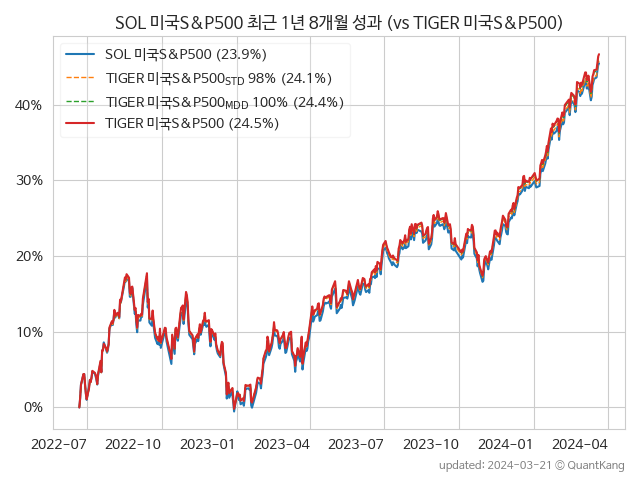 SOL 미국S&P500 최근 1년 8개월 성과 (vs TIGER 미국S&P500)
SOL 미국S&P500 (23.9%)
TIGER 미국S&P500STD 98% (24.1%)
TIGER 미국S&P500MDD 100% (24.4%)
TIGER 미국S&P500 (24.5%)
40%
30%
20%
10%
0%
2022-07 2022-10 2023-01 2023-04 2023-07 2023-10 2024-01 2024-04
updated: 2024-03-21 © QuantKang